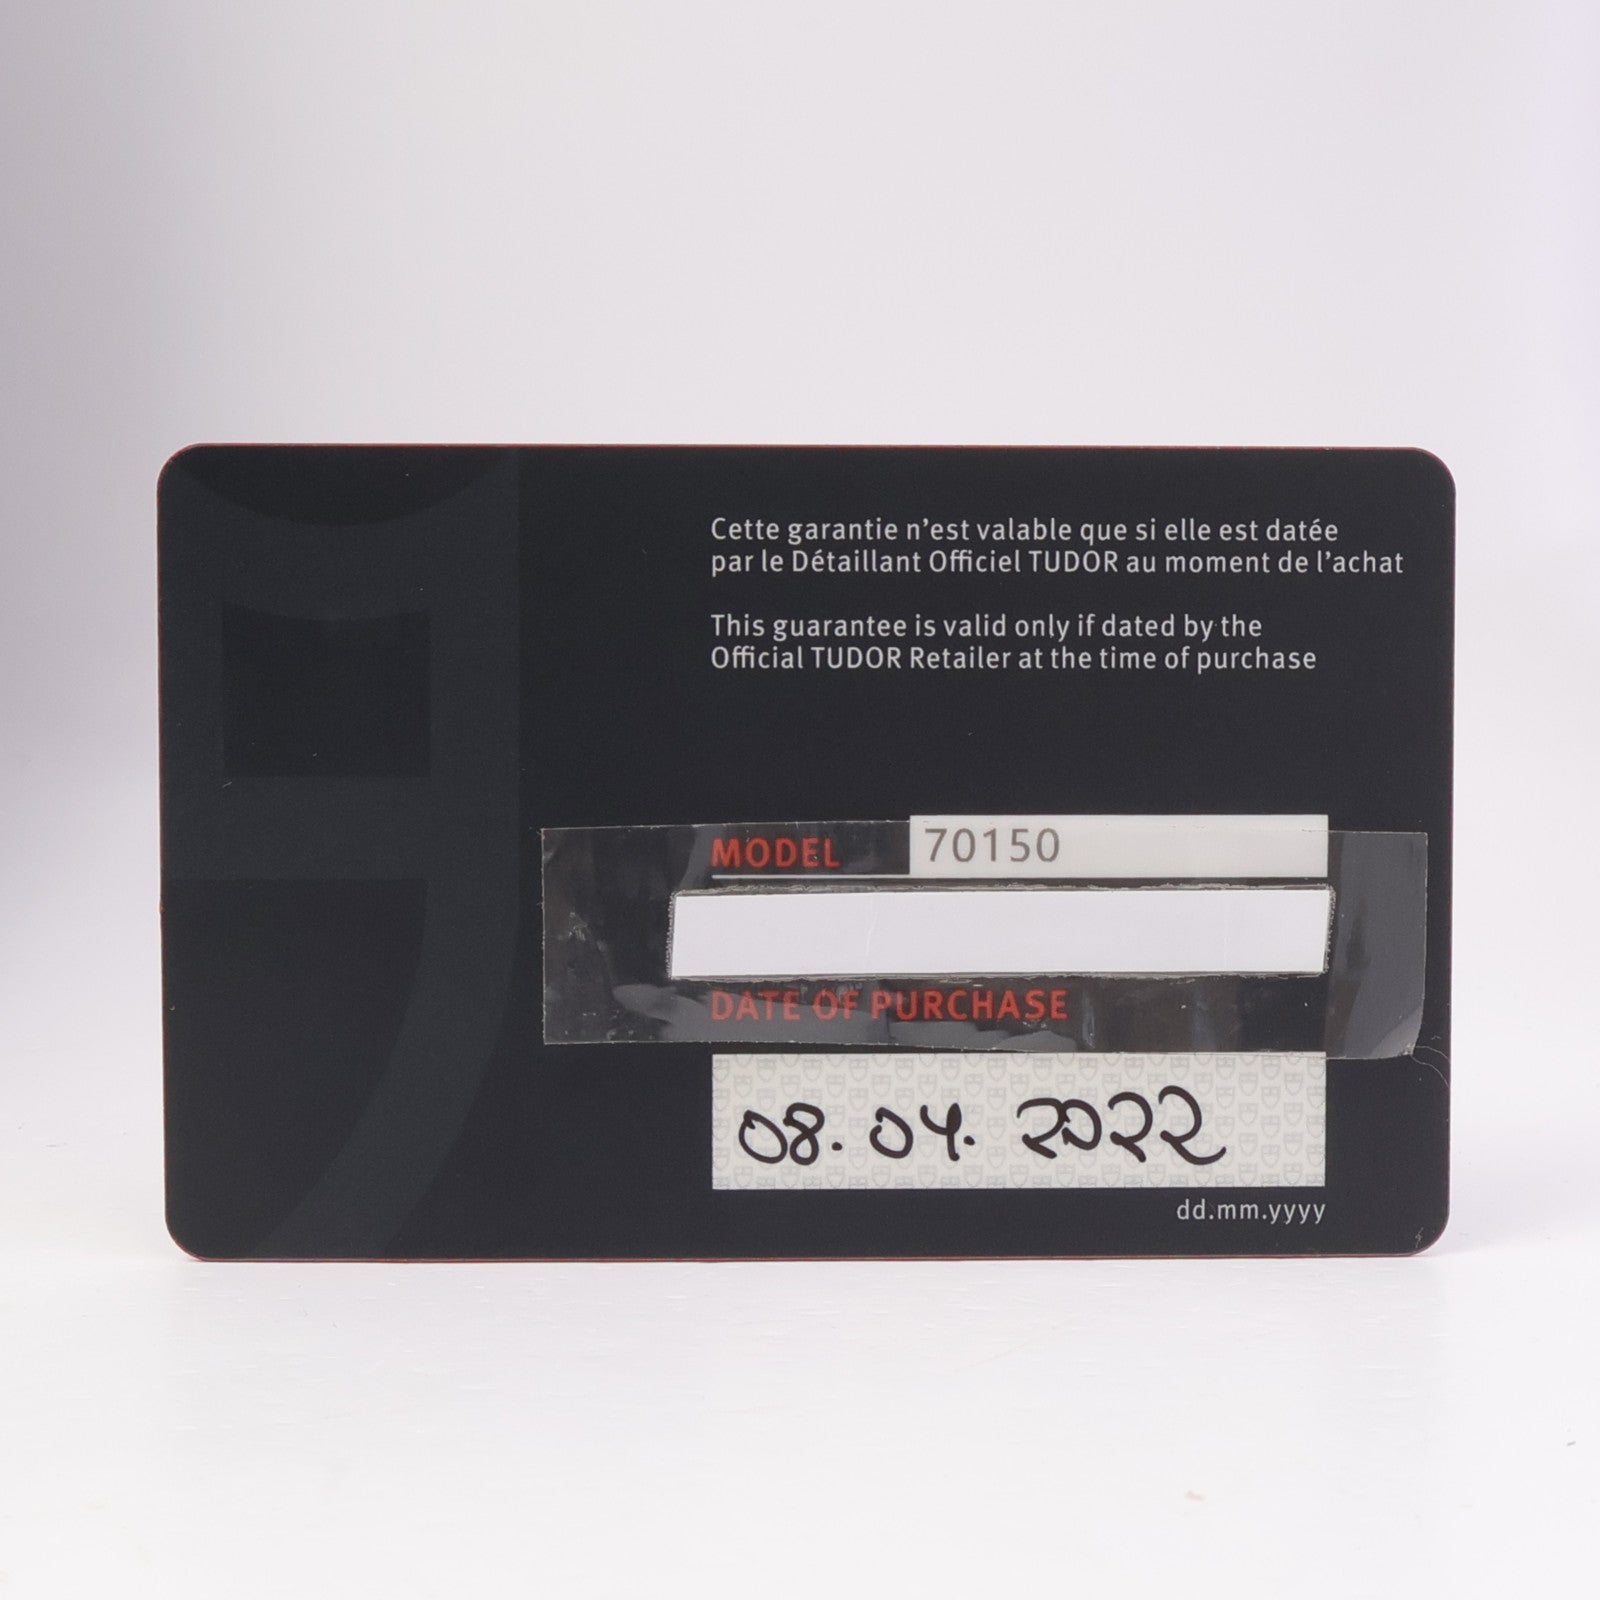 Cette garantie n'est valable que si elle est datée
par le Détaillant Officiel TUDOR au moment de l'achat
This guarantee is valid only if dated by the
Official TUDOR Retailer at the time of purchase
MODEL 70150
DATE OF PURCHASE
08.04.2022
dd.mm.yyyy